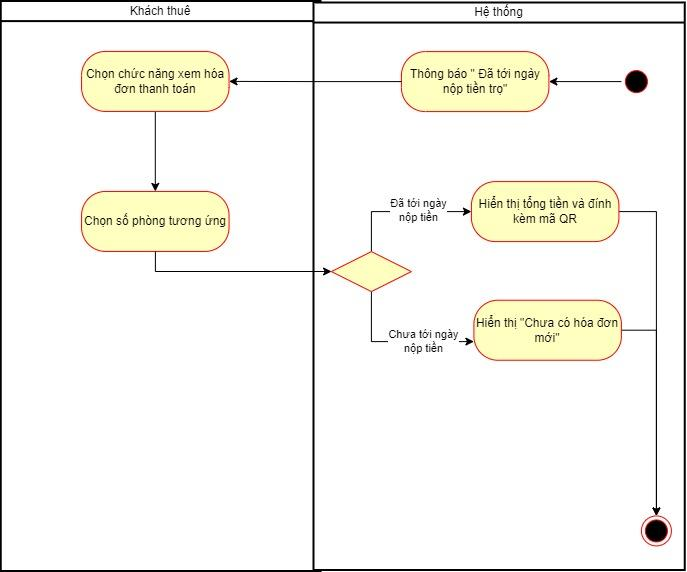 Khách thuê
Hệ thống
Chọn chức năng xem hóa
đơn thanh toán
Thông báo " Đã tới ngày
nộp tiền trọ"
Chọn số phòng tương ứng
Đã tới ngày
nộp tiền
Hiển thị tổng tiền và đính
kèm mã QR
Chưa tới ngày
nộp tiền
Hiển thị "Chưa có hóa đơn
mới"